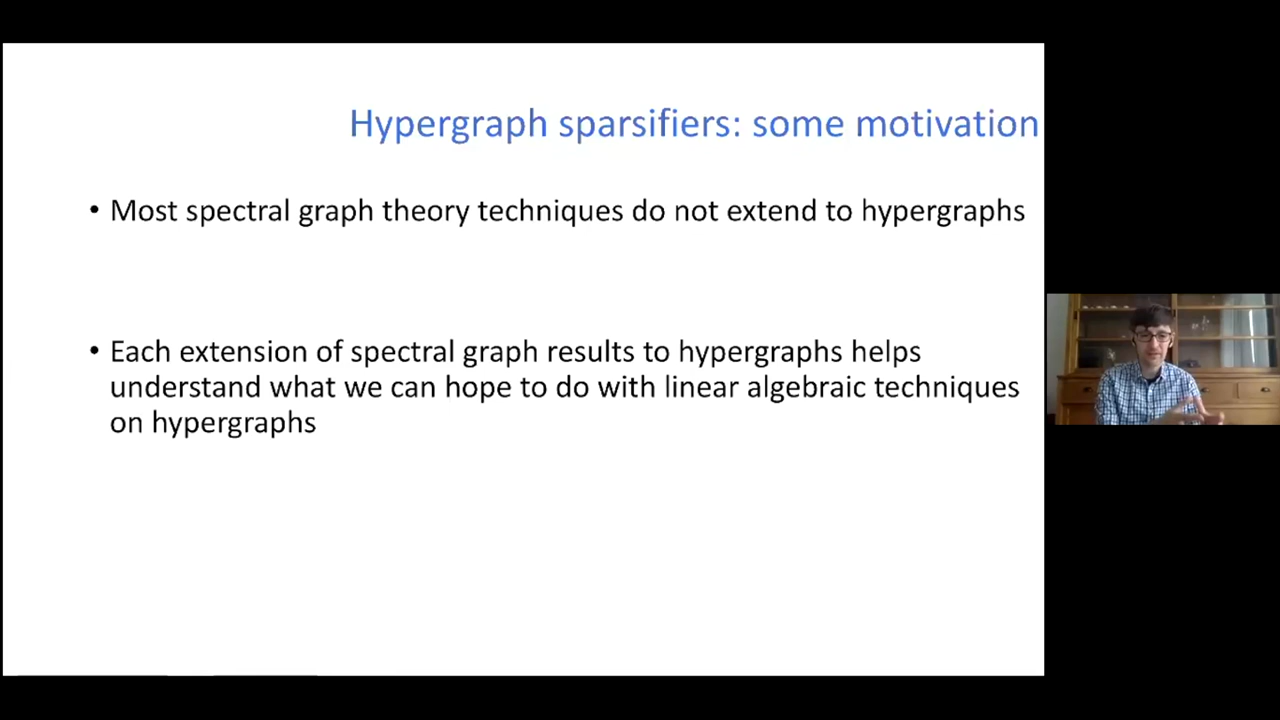 Hypergraph sparsifiers: some motivation
• Most spectral graph theory techniques do not extend to hypergraphs
• Each extension of spectral graph results to hypergraphs helps
understand what we can hope to do with linear algebraic techniques
on hypergraphs